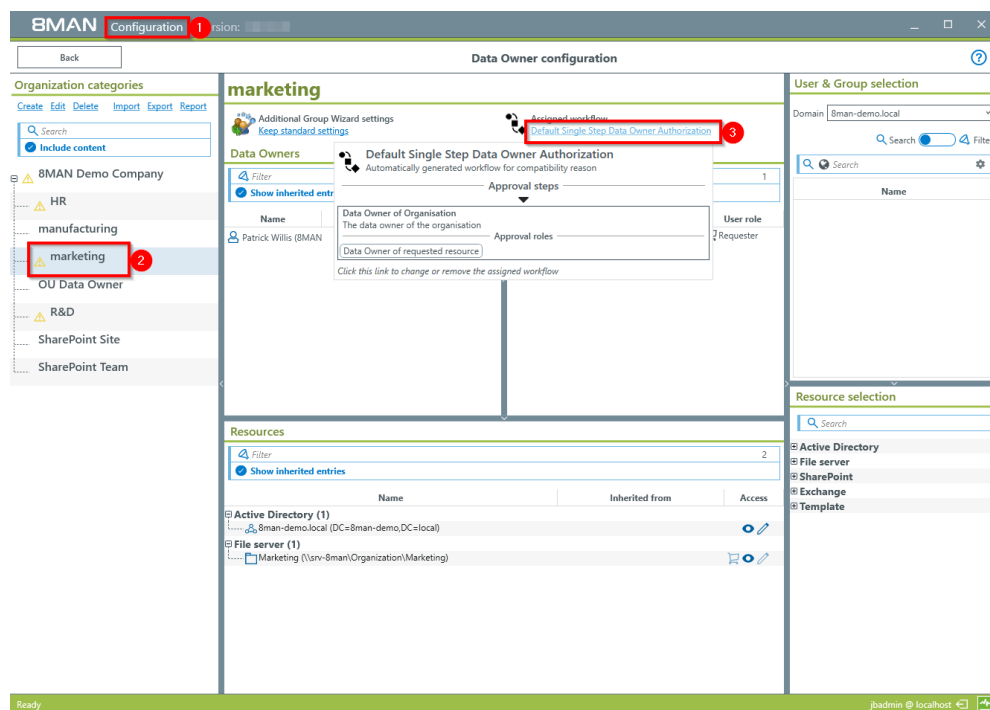 8MAN Configuration 1 rsion:
Back
Data Owner configuration
Organization categories
Create Edit Delete Import Export Report
Search
Include content
8MAN Demo Company
HR
manufacturing
marketing 2
OU Data Owner
R&D
SharePoint Site
SharePoint Team
marketing
Additional Group Wizard settings
Keep standard settings
Assigned workflow
Default Single Step Data Owner Authorization 3
Data Owners
Filter
1
Show inherited entr
Name
User role
Patrick Willis (8MAN
Requester
Default Single Step Data Owner Authorization
Automatically generated workflow for compatibility reason
Approval steps
Data Owner of Organisation
The data owner of the organisation
Approval roles
Data Owner of requested resource
Click this link to change or remove the assigned workflow
Resources
Filter 2
Show inherited entries
Name Inherited from Access
Active Directory (1)
8man-demo.local (DC=8man-demo,DC=local)
File server (1)
Marketing (\\srv-8man\Organization\Marketing)
User & Group selection
Domain 8man-demo.local
Search Filte
Search
Name
Resource selection
Search
Active Directory
File server
SharePoint
Exchange
Template
Ready
jbadmin @ localhost